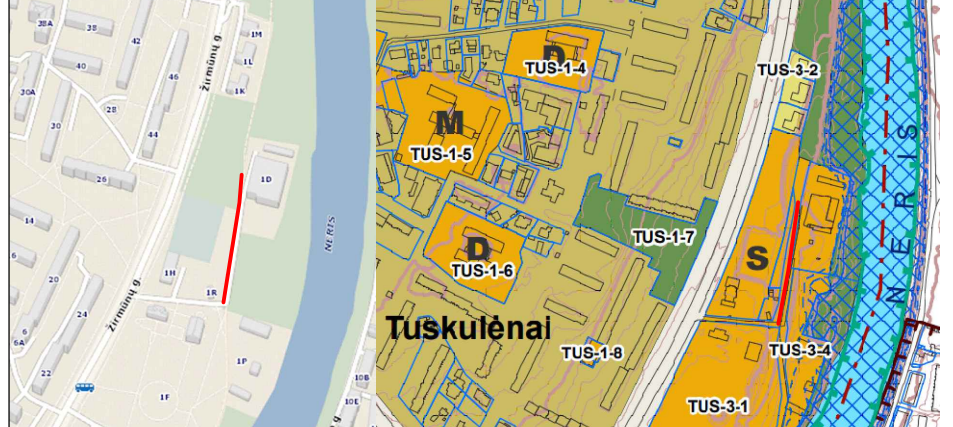 38A
38
42
1M
Žirmūnų g.
40
46
1L
30A
28
1K
30
44
26
1D
14
NERIS
1H
20
1R
Žirmūnų g.
6
24
6A
22
1P
1F
10B
10E
g.
D
TUS-1-4
TUS-3-2
M
TUS-1-5
NERIS
TUS-1-7
D
TUS-1-6
S
Tuskulėnai
TUS-1-8
TUS-3-4
TUS-3-1